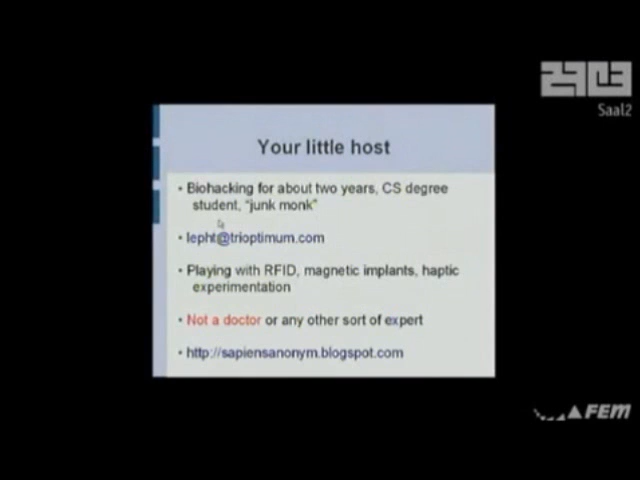 29C3
Saal2
Your little host
• Biohacking for about two years, CS degree
student, "junk monk"
• lepht@trioptimum.com
• Playing with RFID, magnetic implants, haptic
experimentation
• Not a doctor or any other sort of expert
• http://sapiensanonym.blogspot.com
FEM